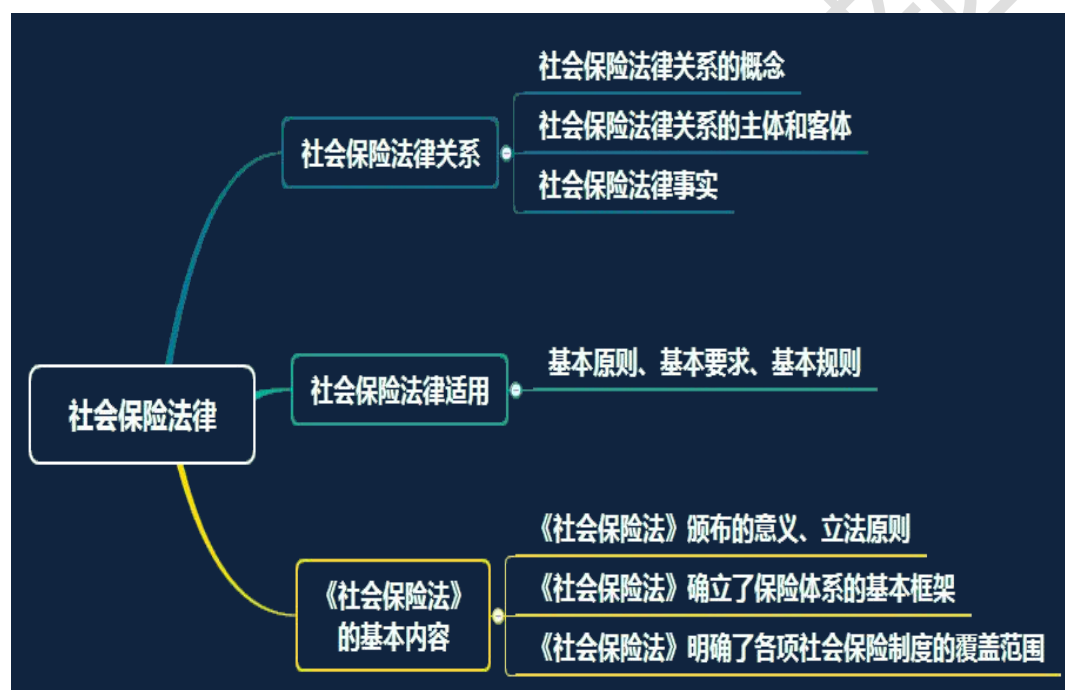 社会保险法律
社会保险法律关系
社会保险法律关系的概念
社会保险法律关系的主体和客体
社会保险法律事实
社会保险法律适用
基本原则、基本要求、基本规则
《社会保险法》
的基本内容
《社会保险法》颁布的意义、立法原则
《社会保险法》确立了保险体系的基本框架
《社会保险法》明确了各项社会保险制度的覆盖范围